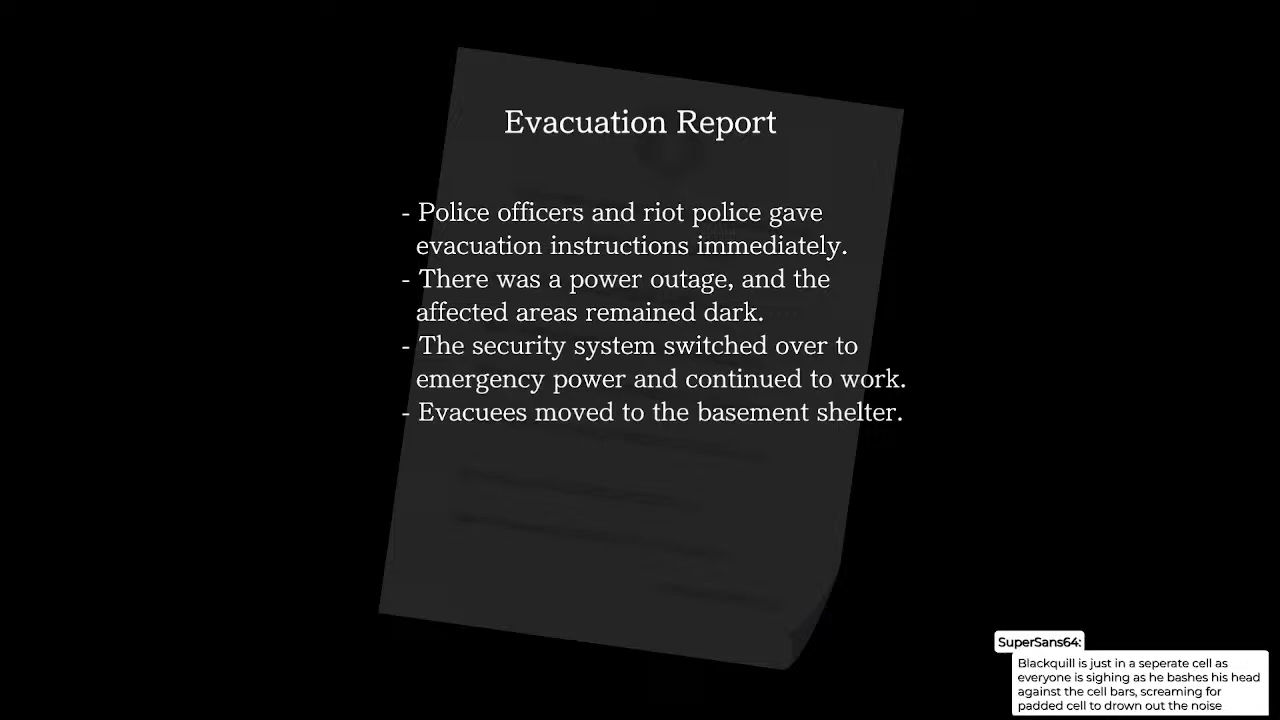 Evacuation Report
- Police officers and riot police gave
evacuation instructions immediately.
- There was a power outage, and the
affected areas remained dark.
- The security system switched over to
emergency power and continued to work.
- Evacuees moved to the basement shelter.
SuperSans64:
Blackquill is just in a seperate cell as
everyone is sighing as he bashes his head
against the cell bars, screaming for
padded cell to drown out the noise